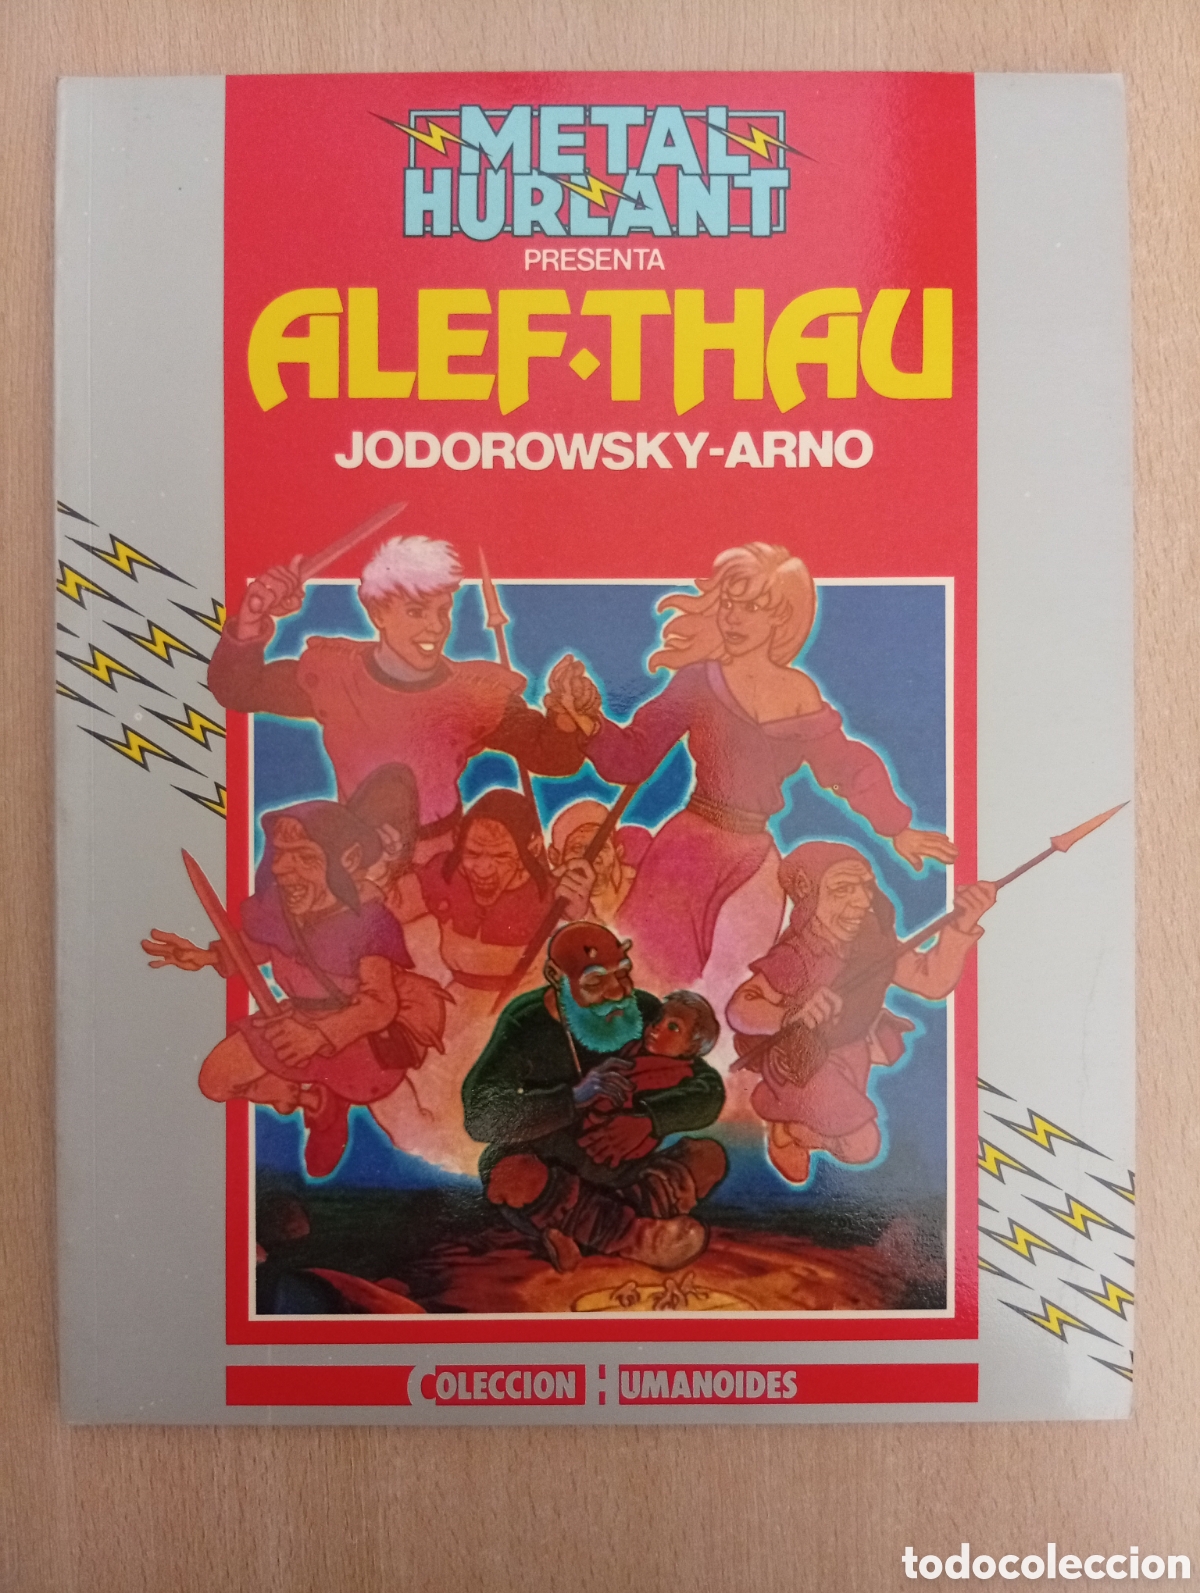 METAL
HURLANT
PRESENTA
ALEF·THAU
JODOROWSKY-ARNO
COLECCION HUMANOIDES
todocoleccion